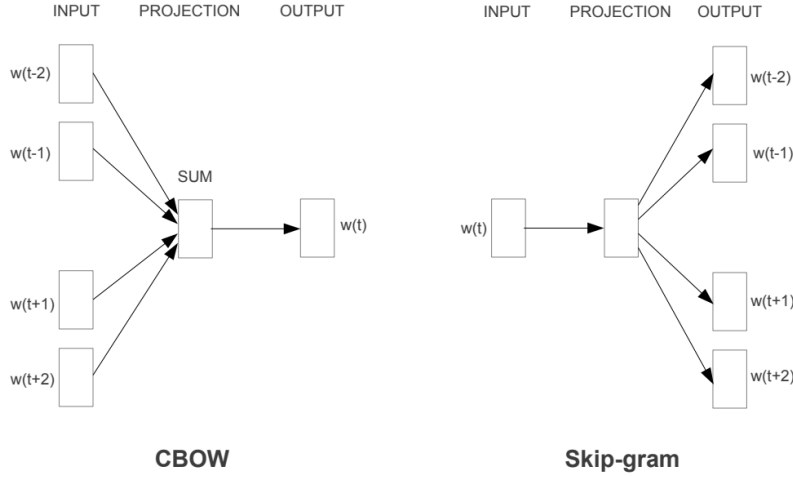 INPUT PROJECTION OUTPUT
w(t-2)
w(t-1)
SUM
w(t)
w(t+1)
w(t+2)
CBOW
INPUT PROJECTION OUTPUT
w(t-2)
w(t-1)
w(t)
w(t+1)
w(t+2)
Skip-gram